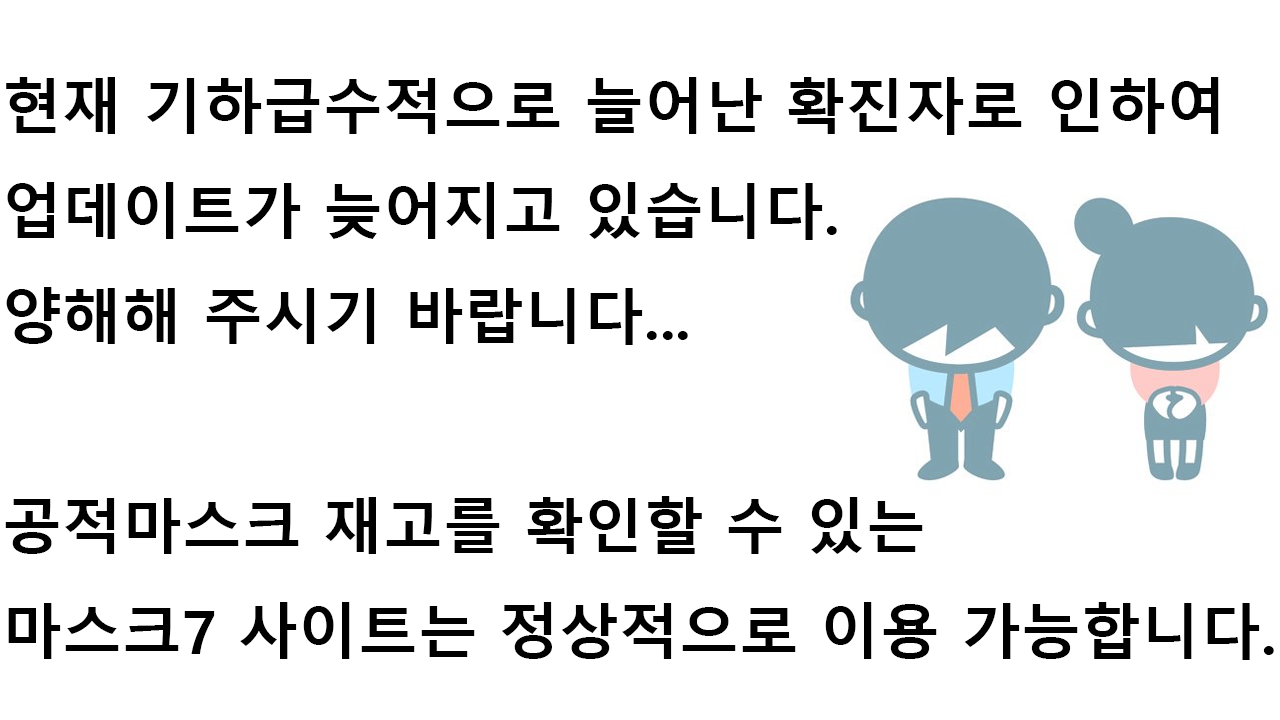 현재 기하급수적으로 늘어난 확진자로 인하여
업데이트가 늦어지고 있습니다.
양해해 주시기 바랍니다...
공적마스크 재고를 확인할 수 있는
마스크7 사이트는 정상적으로 이용 가능합니다.